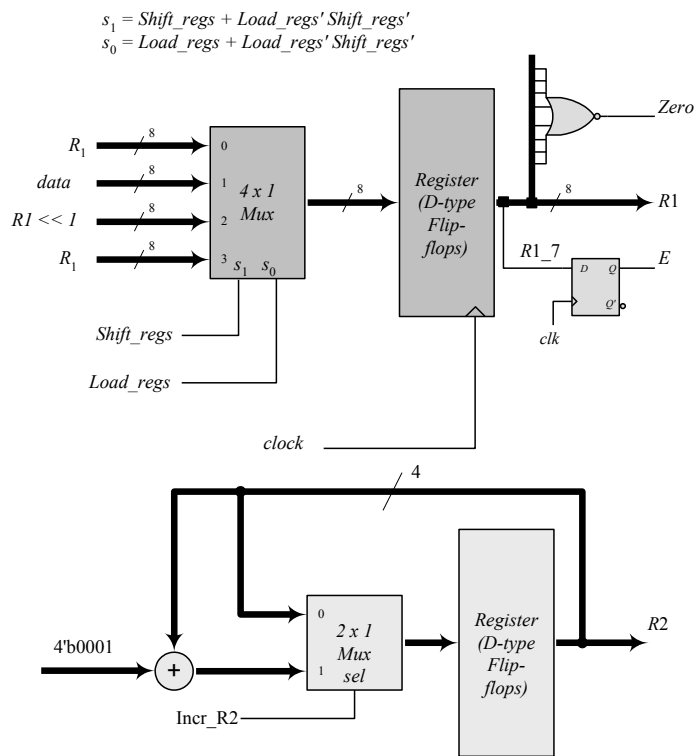 s₁ = Shift_regs + Load_regs' Shift_regs'
s₀ = Load_regs + Load_regs' Shift_regs'
R₁
8
0
data
8
1
R1 << 1
8
2
R₁
8
3
4 x 1
Mux
s₁ s₀
8
Register
(D-type
Flip-
flops)
Zero
8
R1
R1_7
D
Q
Q'
E
clk
Shift_regs
Load_regs
clock
4
4'b0001
+
0
1
2 x 1
Mux
sel
Incr_R2
Register
(D-type
Flip-
flops)
R2